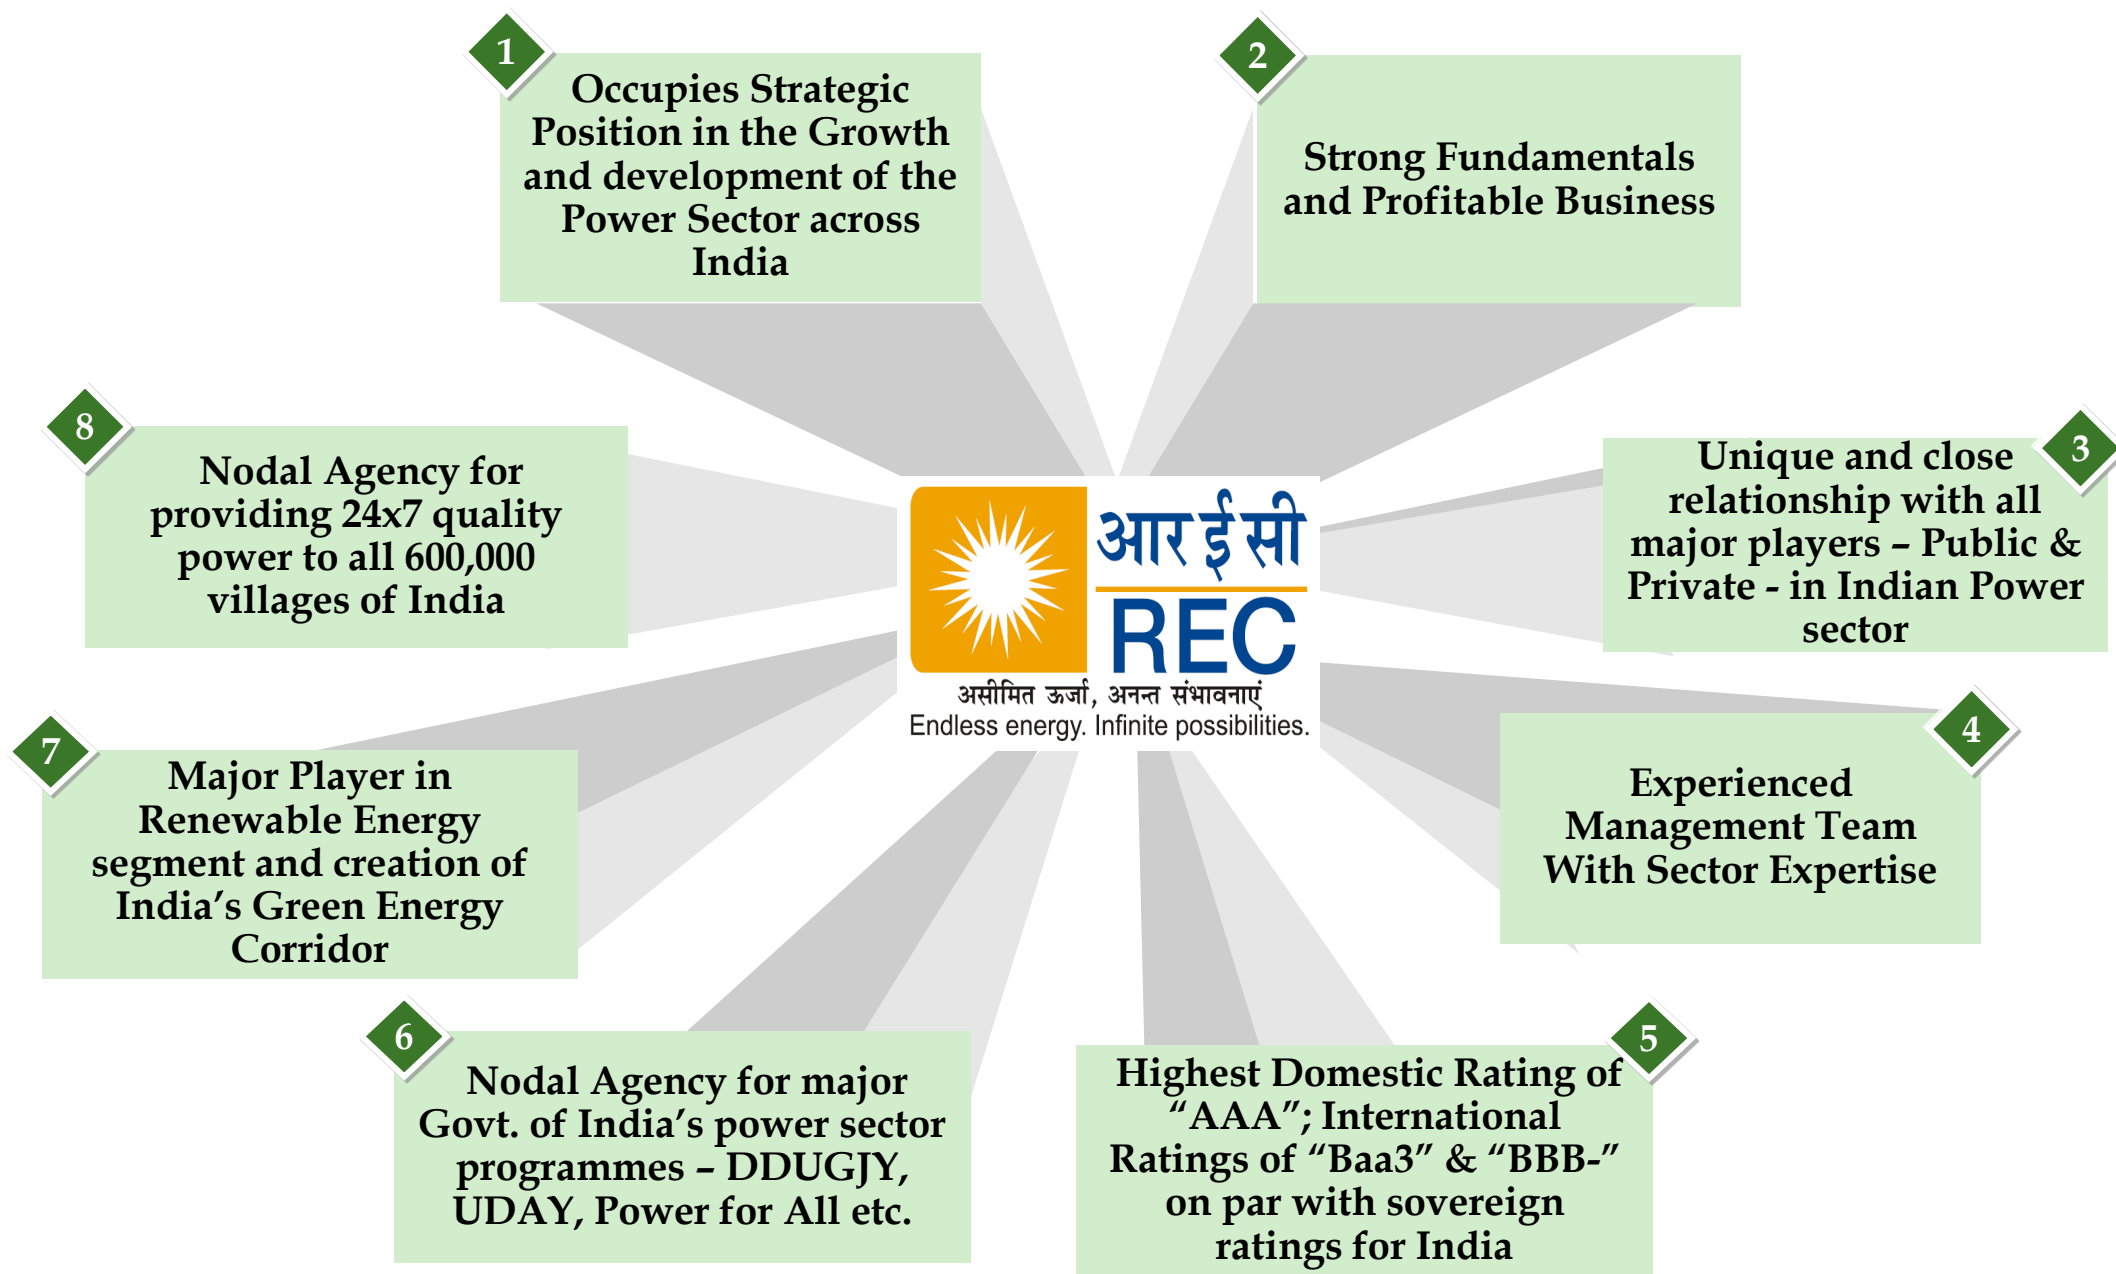 1
Occupies Strategic
Position in the Growth
and development of the
Power Sector across
India
2
Strong Fundamentals
and Profitable Business
3
Unique and close
relationship with all
major players – Public &
Private - in Indian Power
sector
4
Experienced
Management Team
With Sector Expertise
5
Highest Domestic Rating of
“AAA”; International
Ratings of “Baa3” & “BBB-”
on par with sovereign
ratings for India
6
Nodal Agency for major
Govt. of India’s power sector
programmes – DDUGJY,
UDAY, Power for All etc.
7
Major Player in
Renewable Energy
segment and creation of
India’s Green Energy
Corridor
8
Nodal Agency for
providing 24x7 quality
power to all 600,000
villages of India
आर ई सी
REC
असीमित ऊर्जा, अनन्त संभावनाएं
Endless energy. Infinite possibilities.